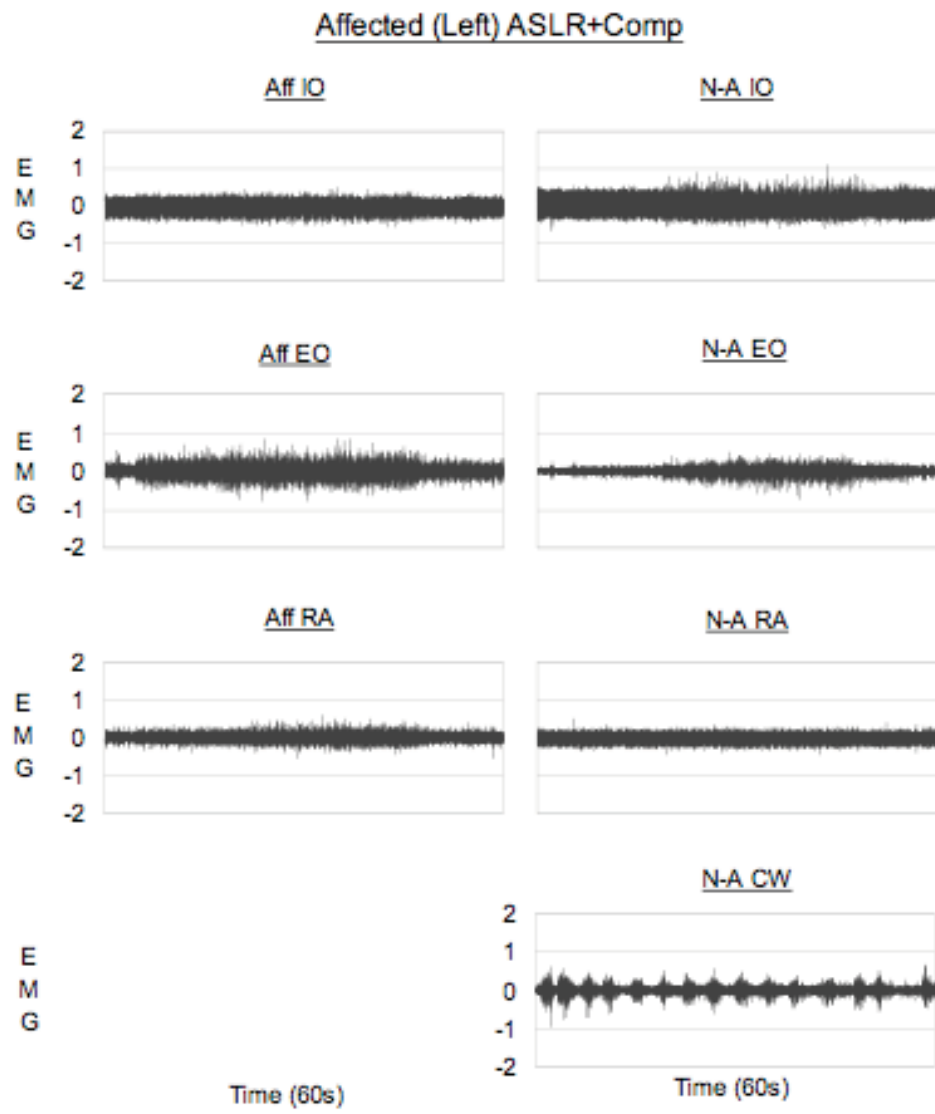 Affected (Left) ASLR+Comp
Aff IO
N-A IO
2
1
0
-1
-2
E
M
G
Aff EO
N-A EO
2
1
0
-1
-2
E
M
G
Aff RA
N-A RA
2
1
0
-1
-2
E
M
G
N-A CW
2
1
0
-1
-2
E
M
G
Time (60s)
Time (60s)